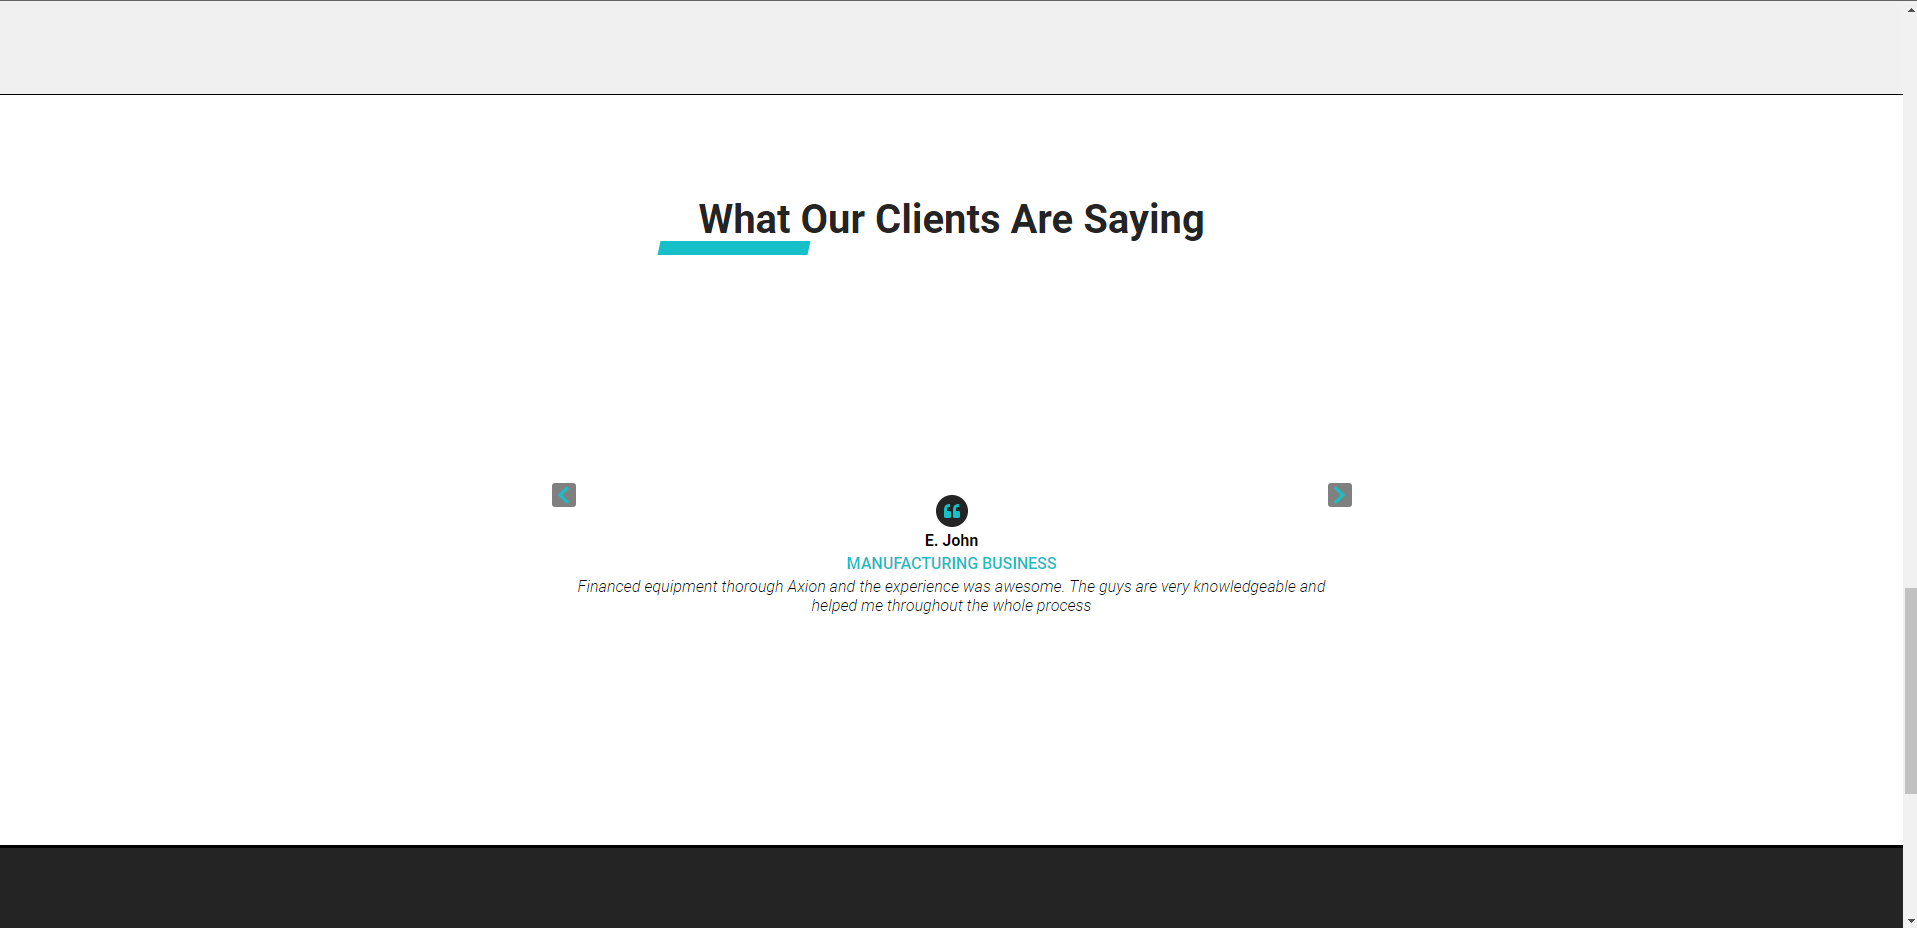 What Our Clients Are Saying
E. John
MANUFACTURING BUSINESS
Financed equipment thorough Axion and the experience was awesome. The guys are very knowledgeable and
helped me throughout the whole process